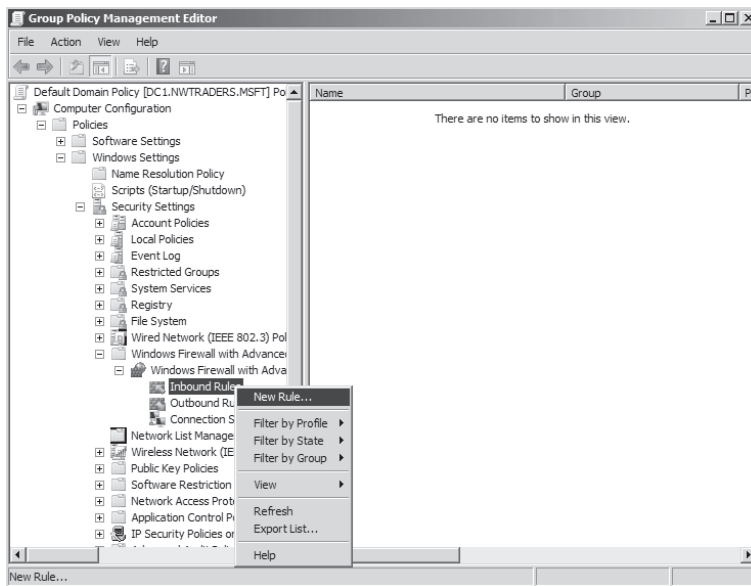 Group Policy Management Editor
File Action View Help
Default Domain Policy [DC1.NWTRADERS.MSFT] Po
Name Group P
There are no items to show in this view.
Computer Configuration
Policies
Software Settings
Windows Settings
Name Resolution Policy
Scripts (Startup/Shutdown)
Security Settings
Account Policies
Local Policies
Event Log
Restricted Groups
System Services
Registry
File System
Wired Network (IEEE 802.3) Pol
Windows Firewall with Advance
Windows Firewall with Adva
Inbound Rules
Outbound Ru
Connection S
Network List Manage
Wireless Network (IE
Public Key Policies
Software Restriction
Network Access Prot
Application Control P
IP Security Policies o
New Rule...
Filter by Profile
Filter by State
Filter by Group
View
Refresh
Export List...
Help
New Rule...